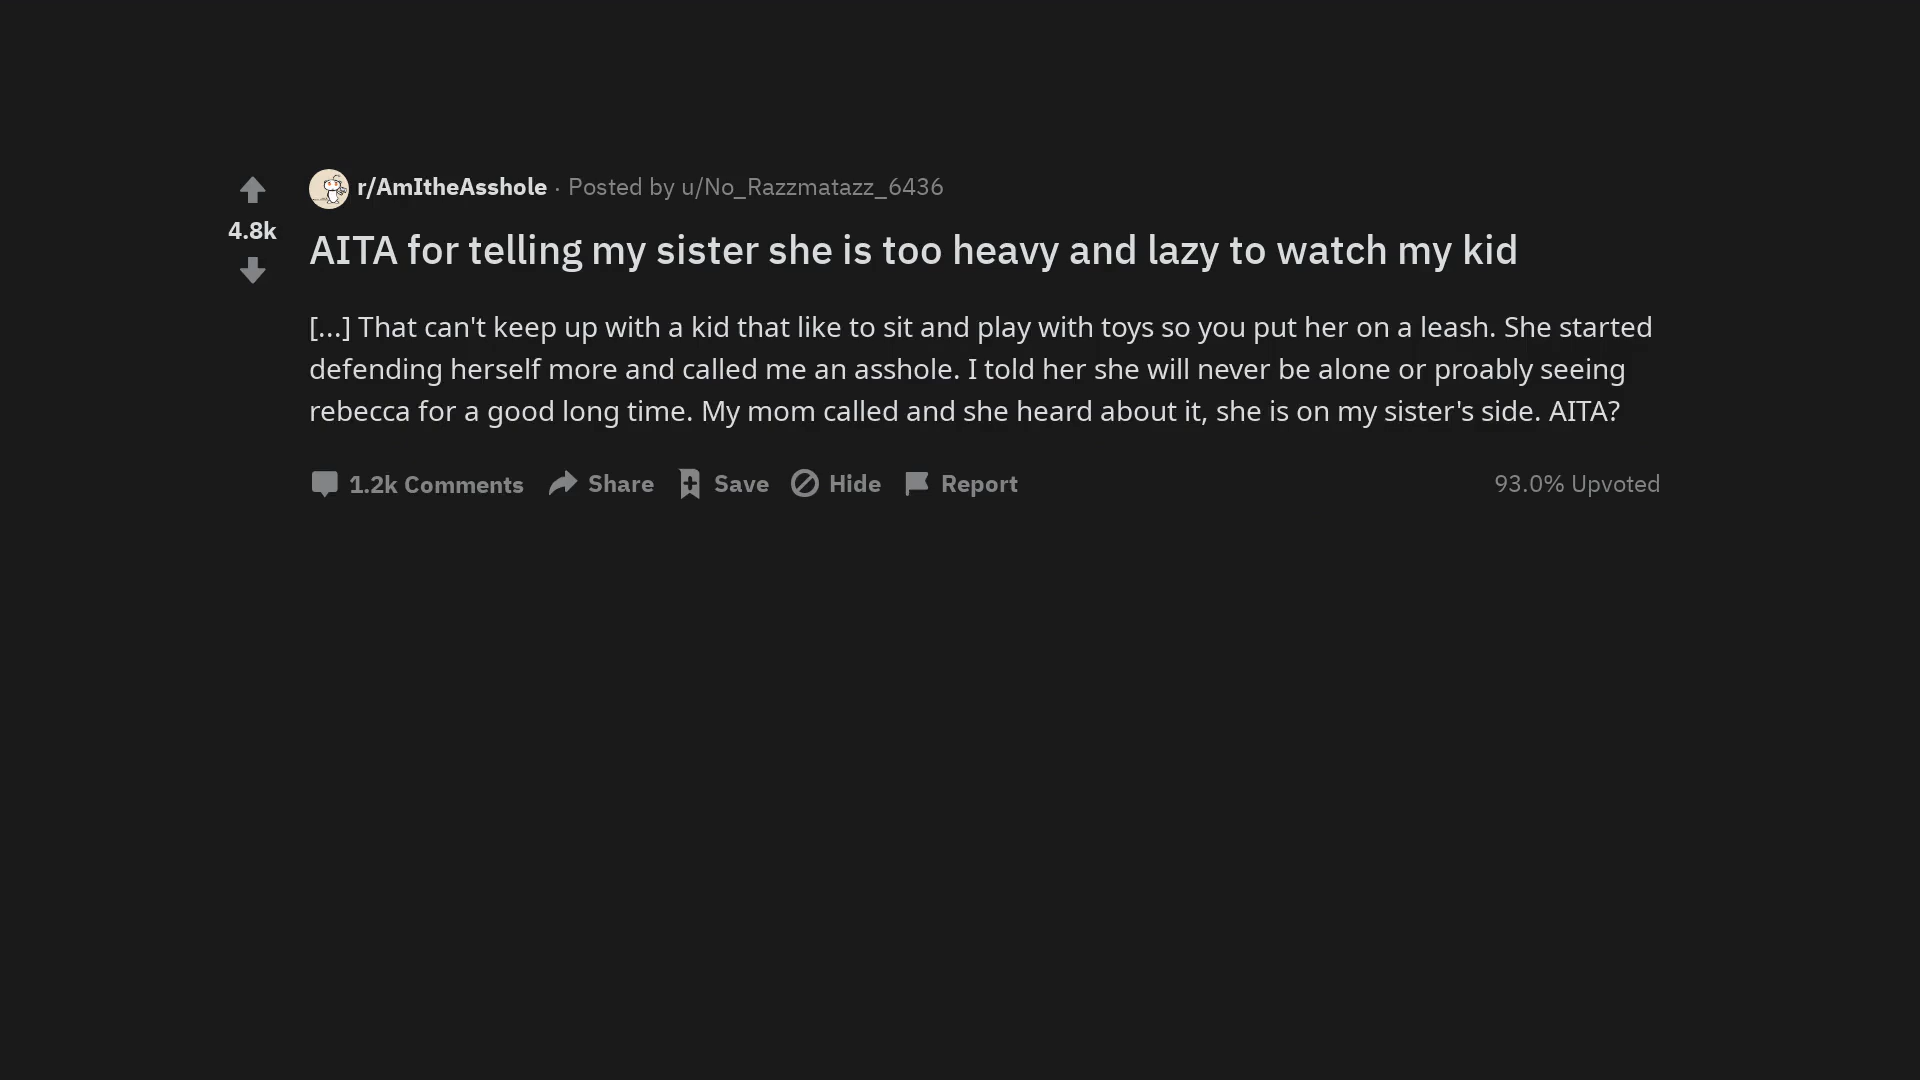 r/AmItheAsshole · Posted by u/No_Razzmatazz_6436
4.8k
AITA for telling my sister she is too heavy and lazy to watch my kid
[...] That can't keep up with a kid that like to sit and play with toys so you put her on a leash. She started
defending herself more and called me an asshole. I told her she will never be alone or proably seeing
rebecca for a good long time. My mom called and she heard about it, she is on my sister's side. AITA?
1.2k Comments Share Save Hide Report 93.0% Upvoted